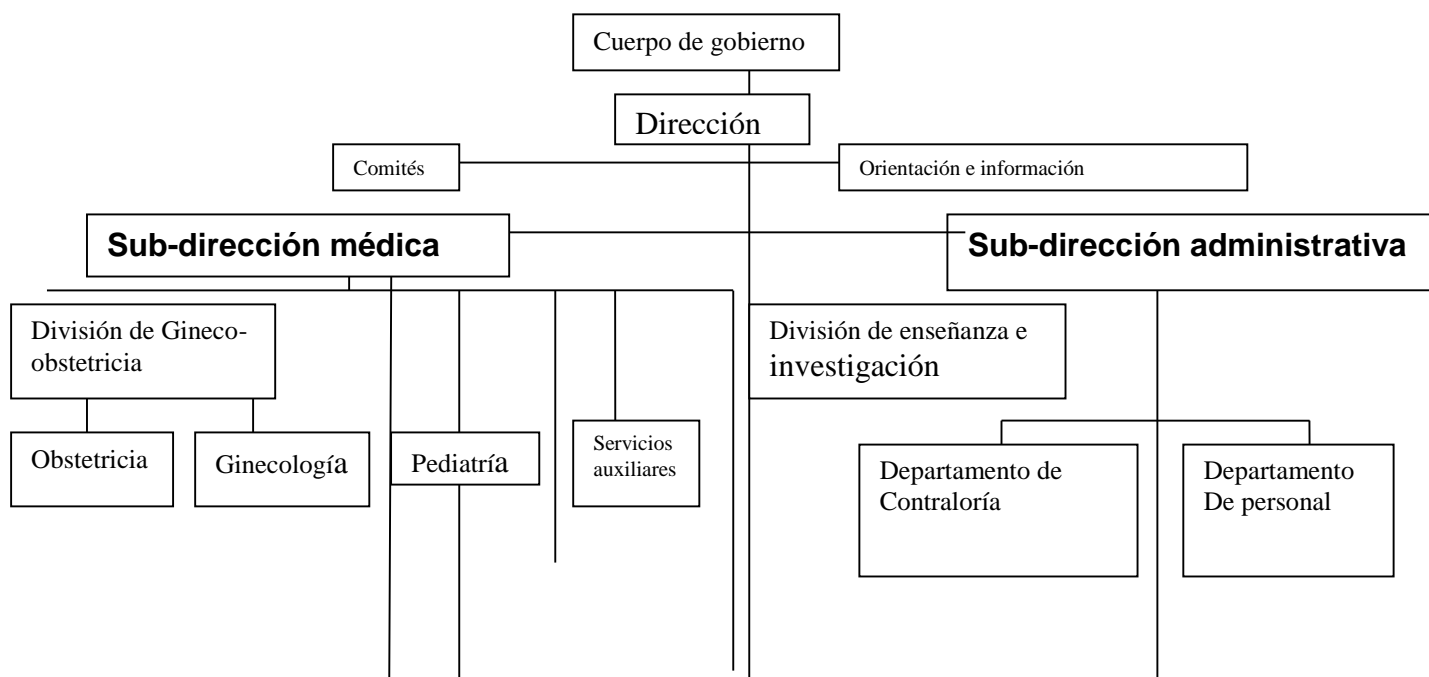 Cuerpo de gobierno
Dirección
Comités
Orientación e información
Sub-dirección médica
Sub-dirección administrativa
División de Gineco-
obstetricia
División de enseñanza e
investigación
Obstetricia
Ginecología
Pediatría
Servicios
auxiliares
Departamento de
Contraloría
Departamento
De personal